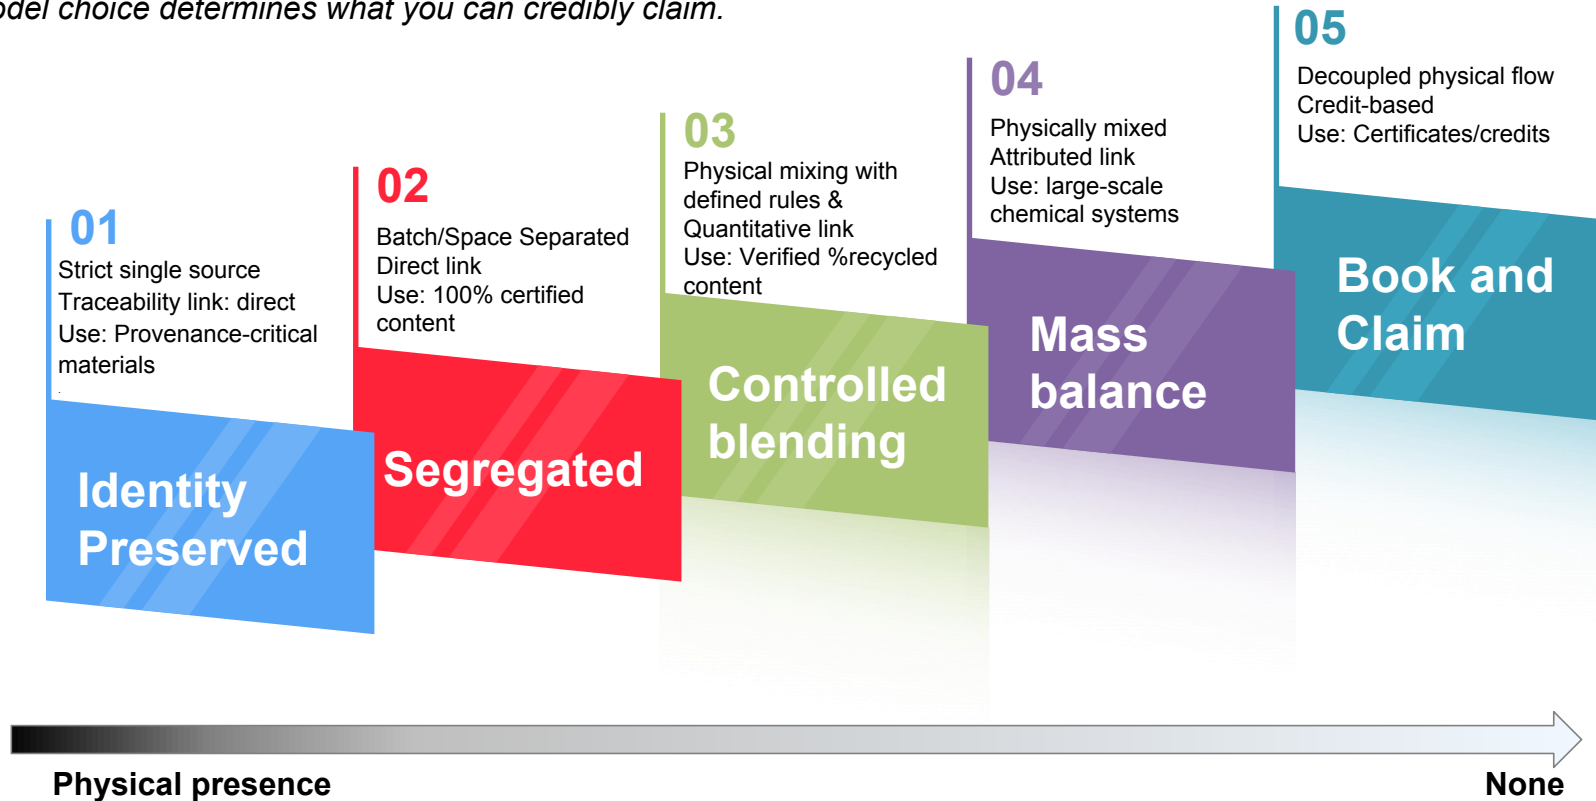 odel choice determines what you can credibly claim.
01
Strict single source
Traceability link: direct
Use: Provenance-critical
materials
Identity
Preserved
02
Batch/Space Separated
Direct link
Use: 100% certified
content
Segregated
03
Physical mixing with
defined rules &
Quantitative link
Use: Verified %recycled
content
Controlled
blending
04
Physically mixed
Attributed link
Use: large-scale
chemical systems
Mass
balance
05
Decoupled physical flow
Credit-based
Use: Certificates/credits
Book and
Claim
Physical presence
None